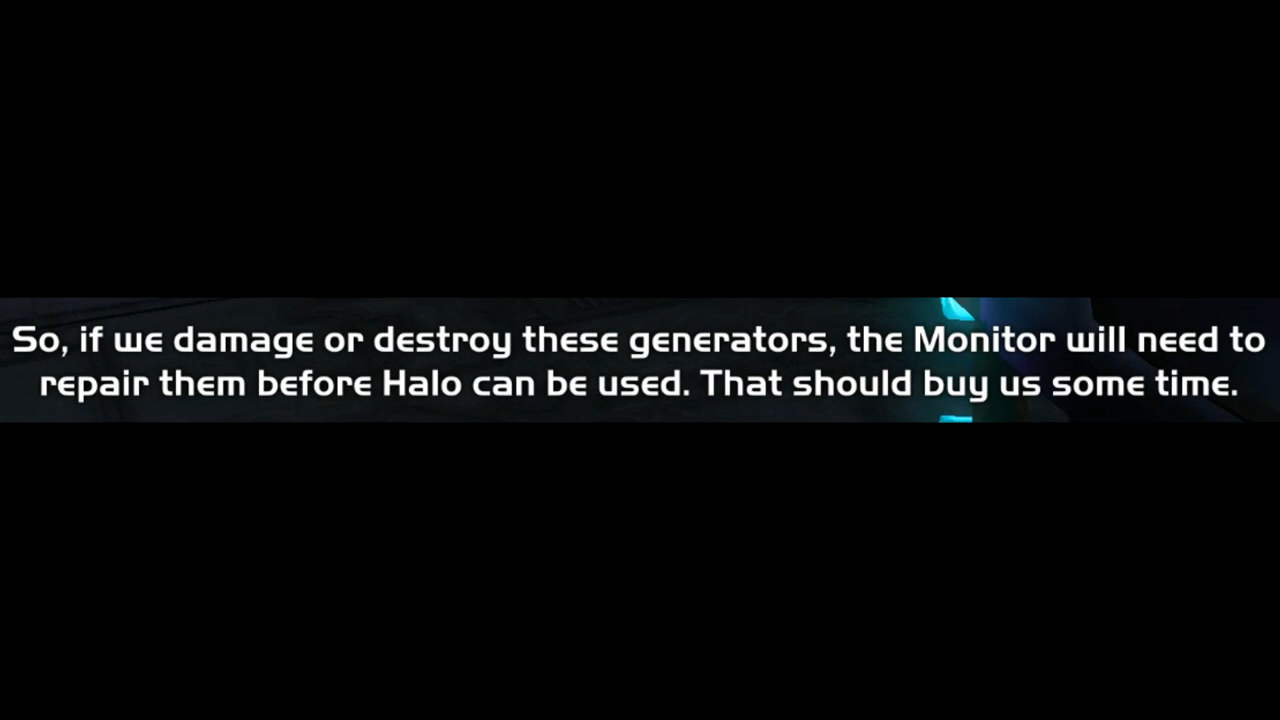 So, if we damage or destroy these generators, the Monitor will need to
repair them before Halo can be used. That should buy us some time.